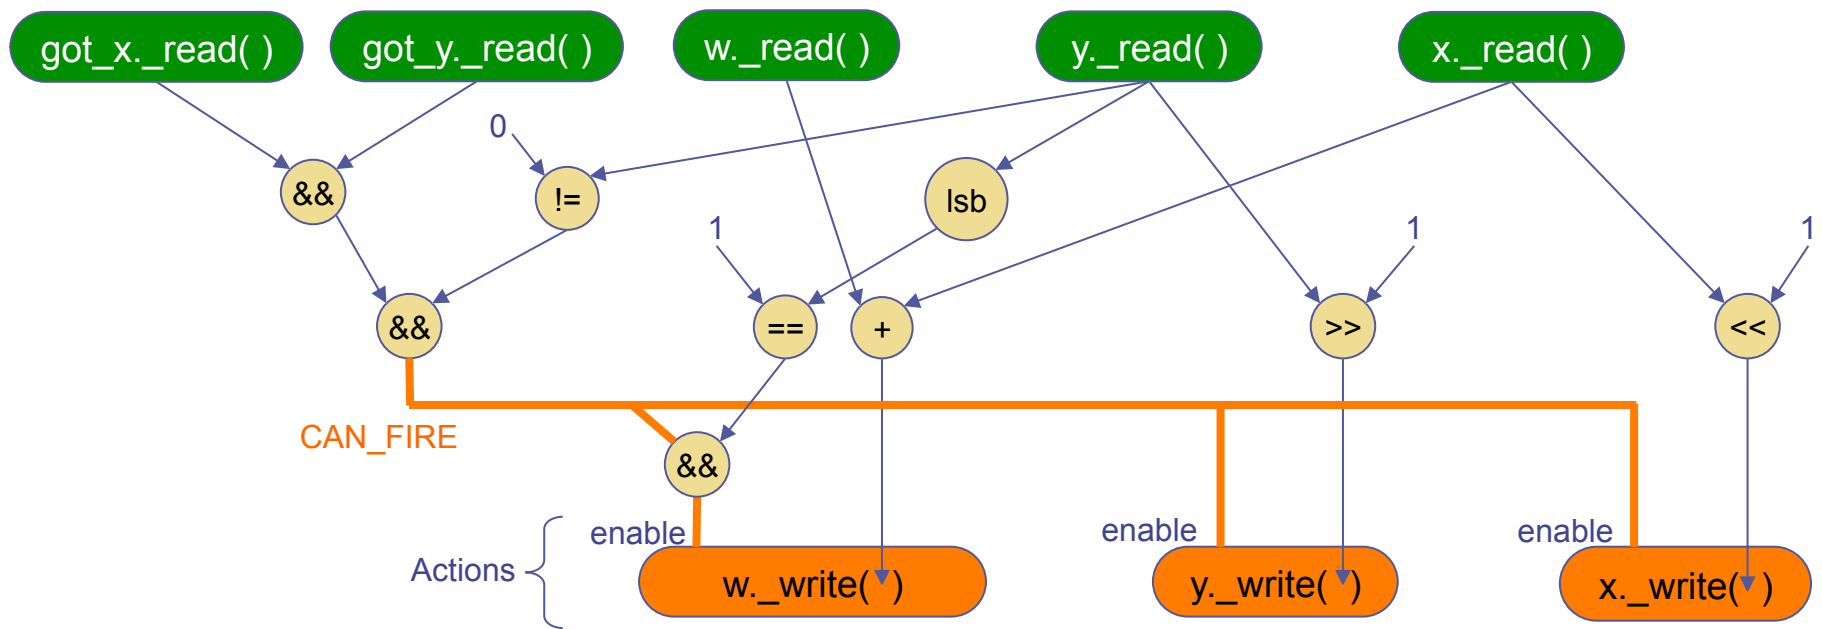 got_x._read( ) got_y._read( ) w._read( ) y._read( ) x._read( )
0
&& != lsb
1 1 1
&& == + >> <<
CAN_FIRE
&&
enable enable enable
Actions
w._write( ) y._write( ) x._write( )